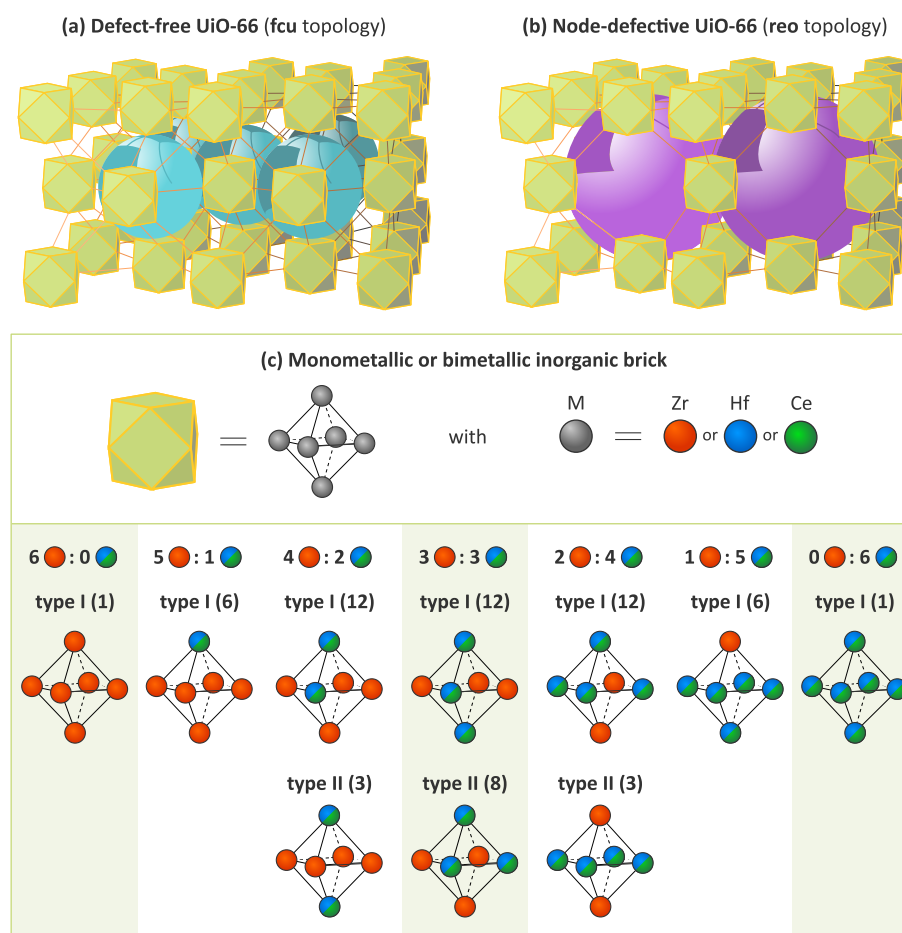 (a) Defect-free UiO-66 (fcu topology)
(b) Node-defective UiO-66 (reo topology)
(c) Monometallic or bimetallic inorganic brick
M Zr Hf Ce
= with = or or
6 : 0 5 : 1 4 : 2 3 : 3 2 : 4 1 : 5 0 : 6
type I (1) type I (6) type I (12) type I (12) type I (12) type I (6) type I (1)
type II (3) type II (8) type II (3)